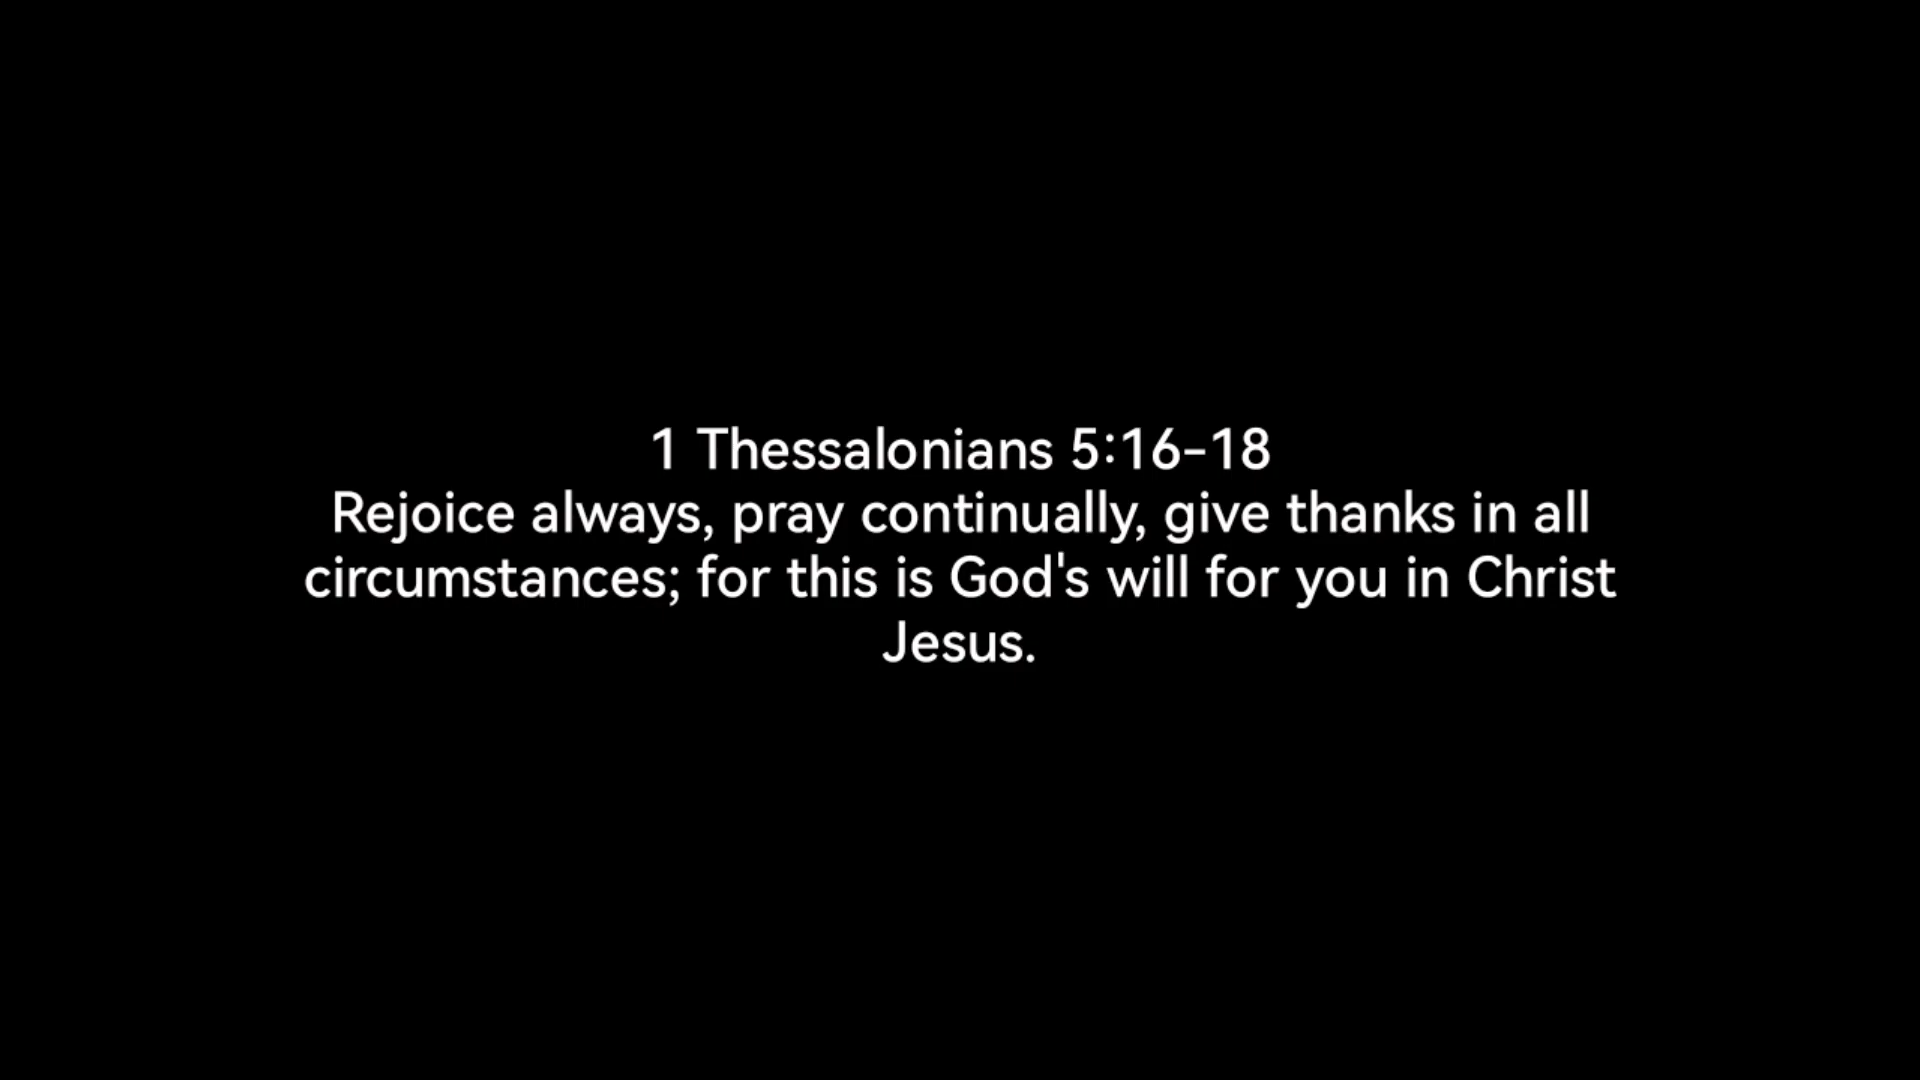 1 Thessalonians 5:16-18
Rejoice always, pray continually, give thanks in all
circumstances; for this is God's will for you in Christ
Jesus.